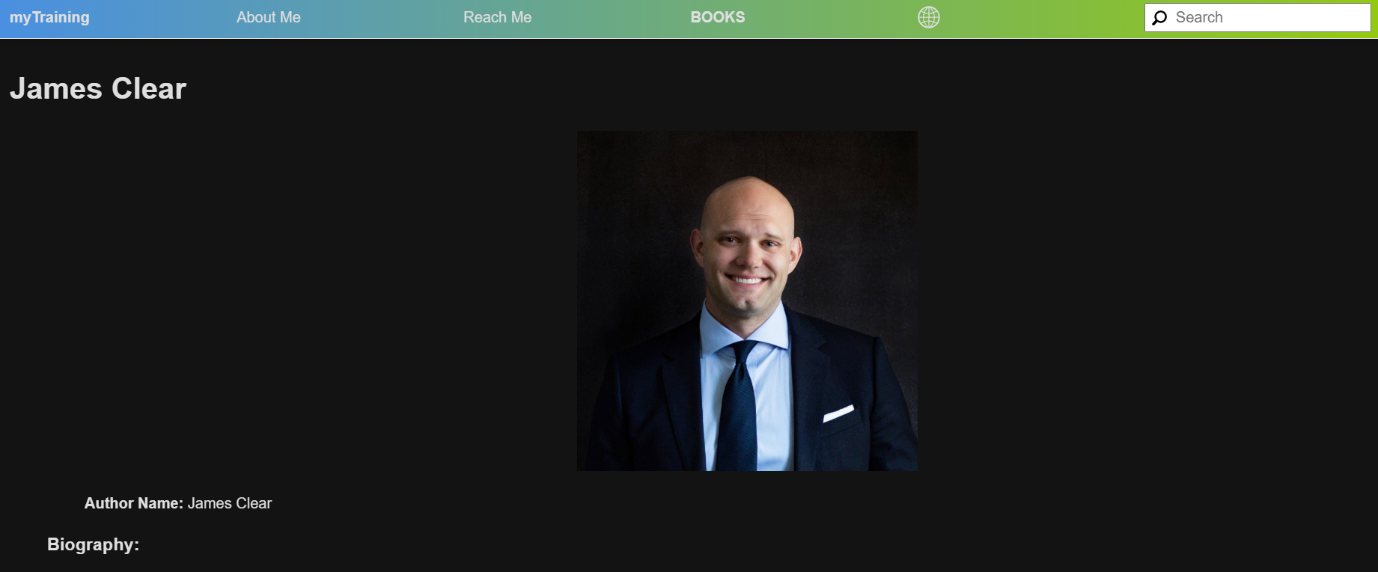 myTraining About Me Reach Me BOOKS Search
James Clear
Author Name: James Clear
Biography: